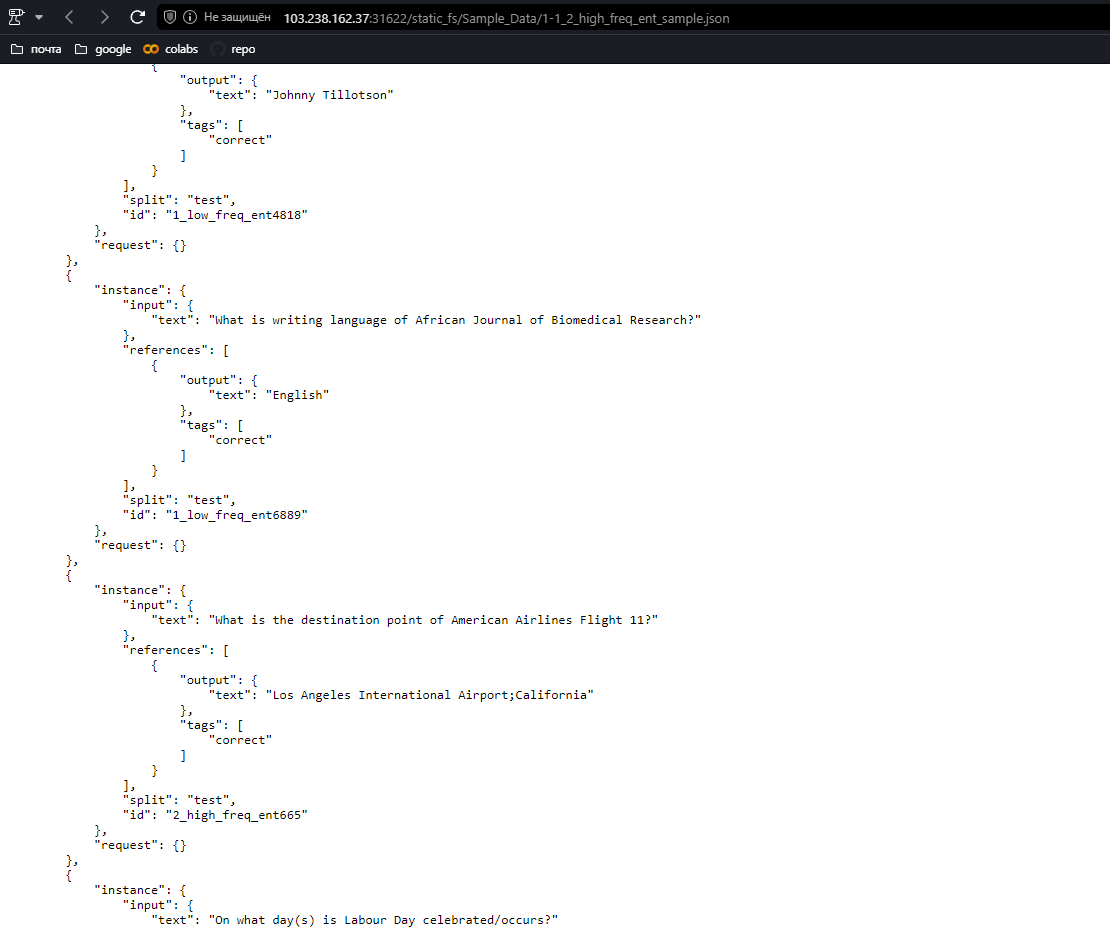 Не защищён 103.238.162.37:31622/static_fs/Sample_Data/1-1_2_high_freq_ent_sample.json
почта google colabs repo
{
"output": {
"text": "Johnny Tillotson"
},
"tags": [
"correct"
]
}
],
"split": "test",
"id": "1_low_freq_ent4818"
},
"request": {}
},
{
"instance": {
"input": {
"text": "What is writing language of African Journal of Biomedical Research?"
},
"references": [
{
"output": {
"text": "English"
},
"tags": [
"correct"
]
}
],
"split": "test",
"id": "1_low_freq_ent6889"
},
"request": {}
},
{
"instance": {
"input": {
"text": "What is the destination point of American Airlines Flight 11?"
},
"references": [
{
"output": {
"text": "Los Angeles International Airport;California"
},
"tags": [
"correct"
]
}
],
"split": "test",
"id": "2_high_freq_ent665"
},
"request": {}
},
{
"instance": {
"input": {
"text": "On what day(s) is Labour Day celebrated/occurs?"